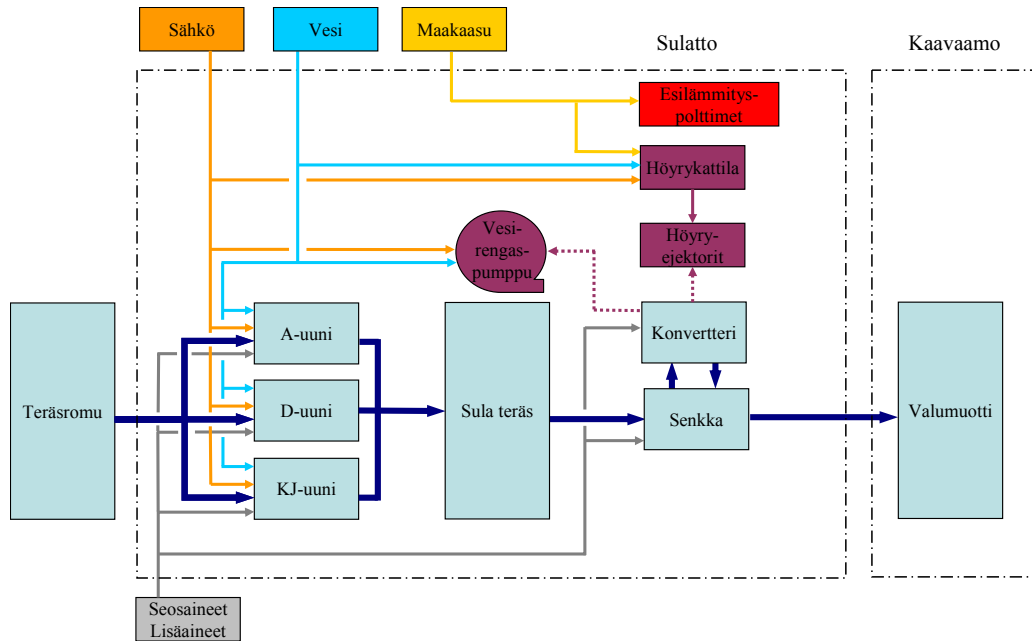 Sähkö
Vesi
Maakaasu
Sulatto
Kaavaamo
Esilämmitys-
polttimet
Höyrykattila
Vesi-
rengas-
pumppu
Höyry-
ejektorit
Teräsromu
A-uuni
D-uuni
KJ-uuni
Sula teräs
Konvertteri
Senkka
Valumuotti
Seosaineet
Lisäaineet